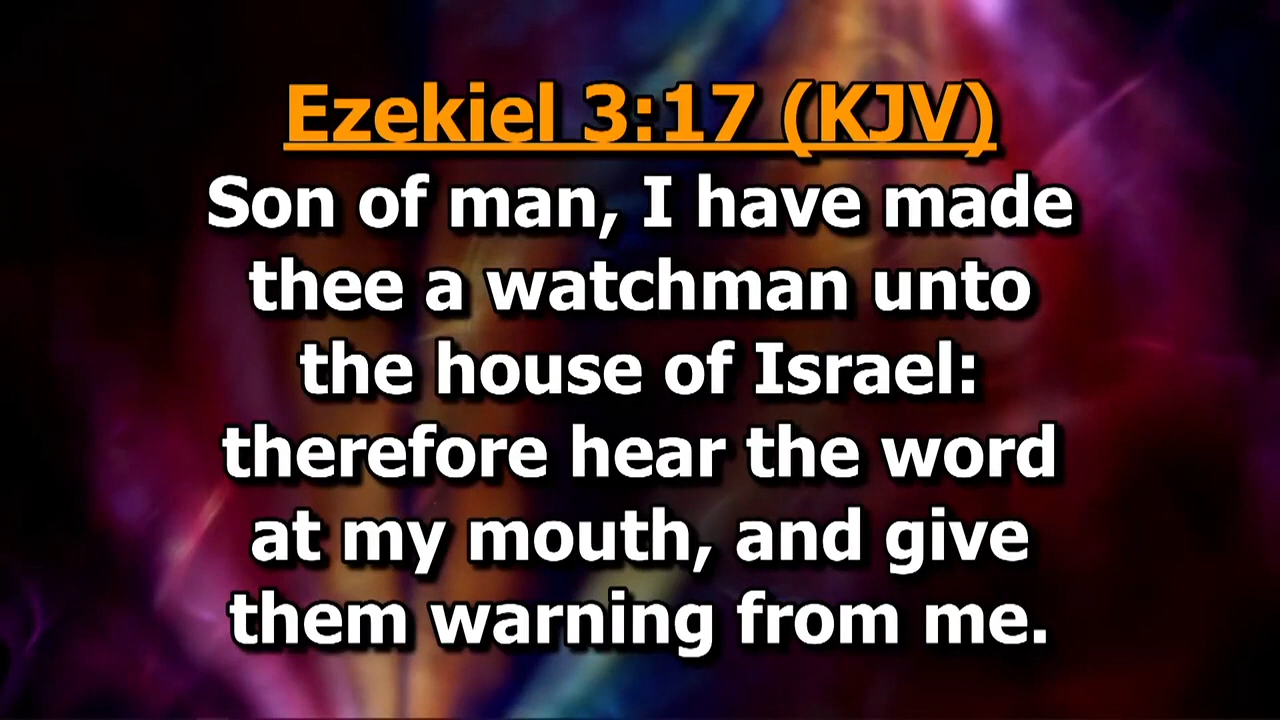 Ezekiel 3:17 (KJV)
Son of man, I have made
thee a watchman unto
the house of Israel:
therefore hear the word
at my mouth, and give
them warning from me.